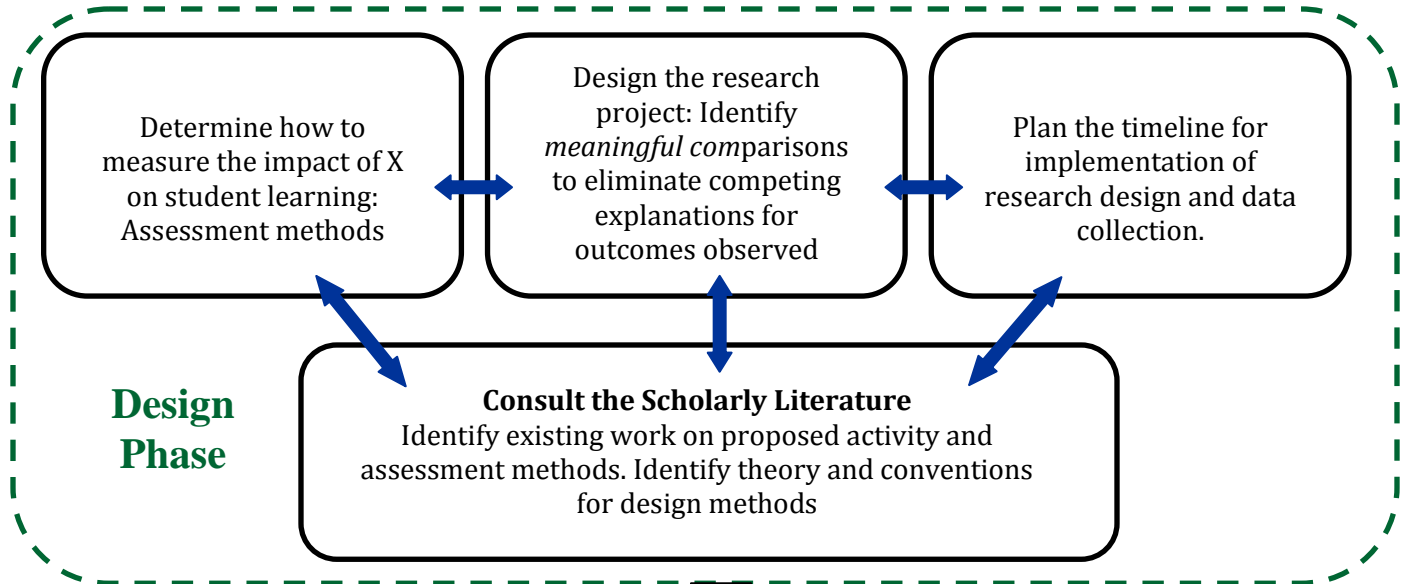 Determine how to
measure the impact of X
on student learning:
Assessment methods
Design the research
project: Identify
meaningful comparisons
to eliminate competing
explanations for
outcomes observed
Plan the timeline for
implementation of
research design and data
collection.
Design
Phase
Consult the Scholarly Literature
Identify existing work on proposed activity and
assessment methods. Identify theory and conventions
for design methods